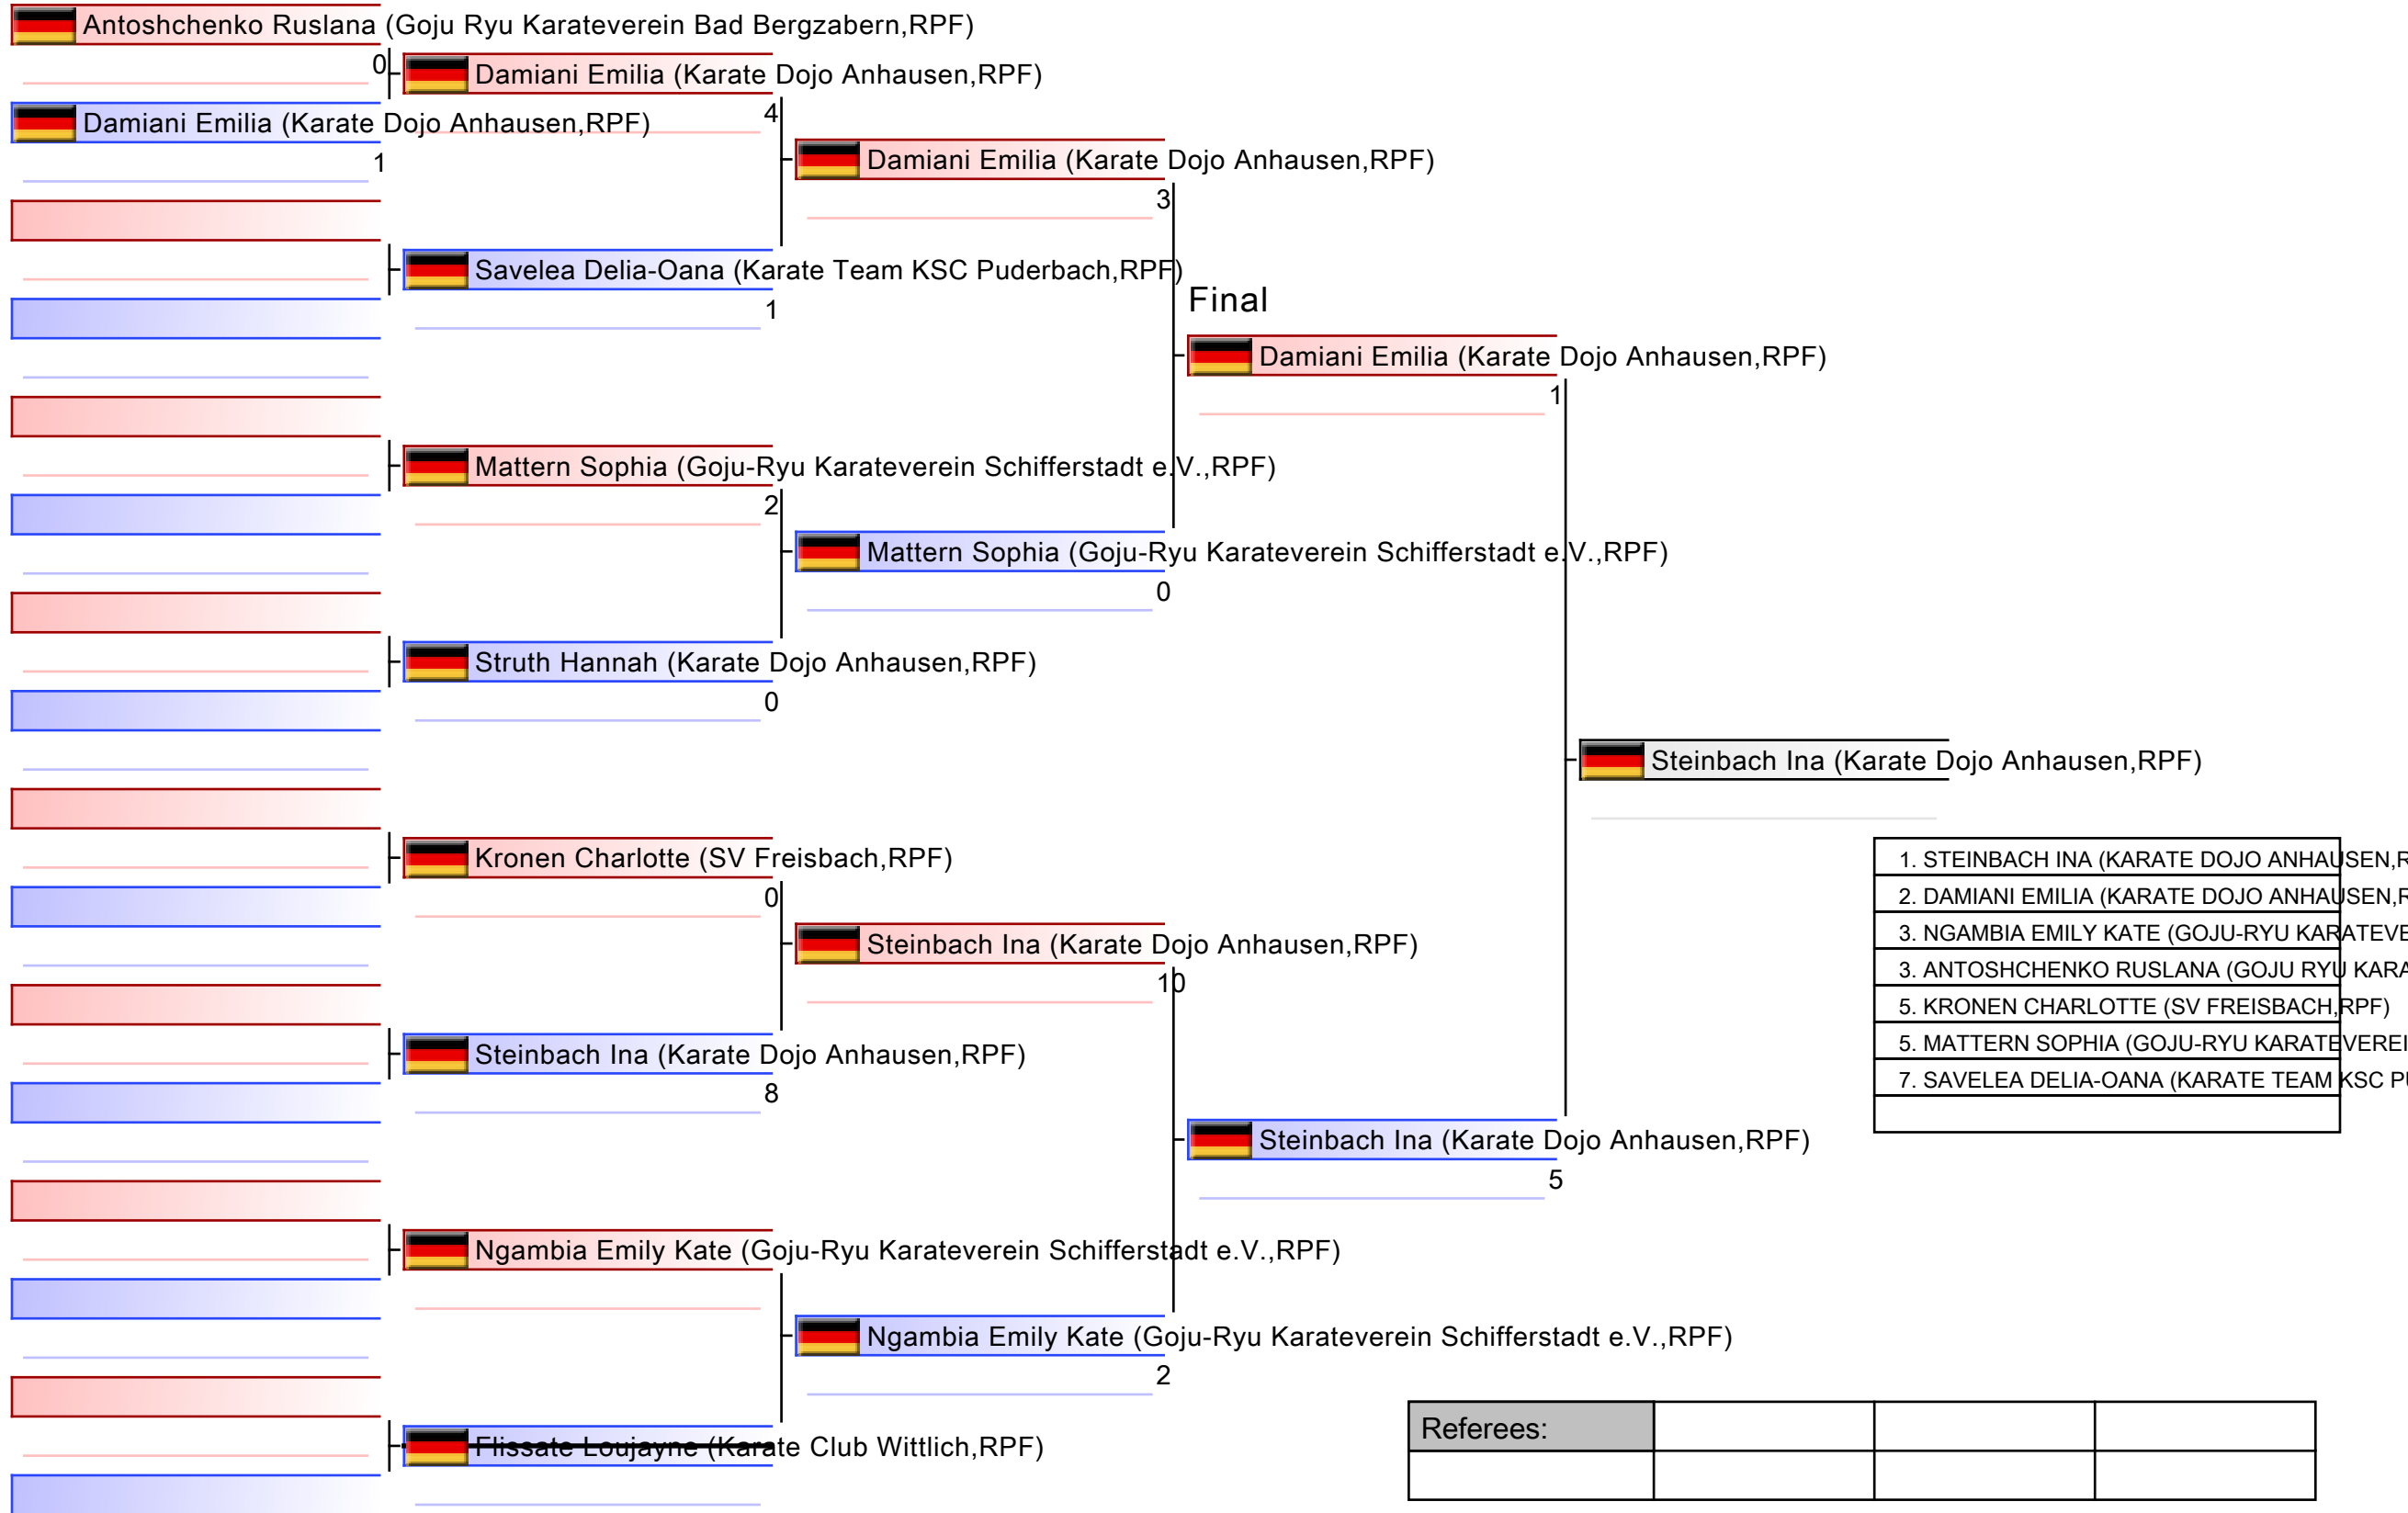 Antoshchenko Ruslana (Goju Ryu Karateverein Bad Bergzabern,RPF)
0
Damiani Emilia (Karate Dojo Anhausen,RPF)
1
Damiani Emilia (Karate Dojo Anhausen,RPF)
4
Savelea Delia-Oana (Karate Team KSC Puderbach,RPF)
1
Mattern Sophia (Goju-Ryu Karateverein Schifferstadt e.V.,RPF)
2
Struth Hannah (Karate Dojo Anhausen,RPF)
0
Kronen Charlotte (SV Freisbach,RPF)
0
Steinbach Ina (Karate Dojo Anhausen,RPF)
8
Ngambia Emily Kate (Goju-Ryu Karateverein Schifferstadt e.V.,RPF)
Flissate Loujayne (Karate Club Wittlich,RPF)
Damiani Emilia (Karate Dojo Anhausen,RPF)
3
Mattern Sophia (Goju-Ryu Karateverein Schifferstadt e.V.,RPF)
0
Steinbach Ina (Karate Dojo Anhausen,RPF)
10
Ngambia Emily Kate (Goju-Ryu Karateverein Schifferstadt e.V.,RPF)
2
Final
Damiani Emilia (Karate Dojo Anhausen,RPF)
1
Steinbach Ina (Karate Dojo Anhausen,RPF)
5
Steinbach Ina (Karate Dojo Anhausen,RPF)
1. STEINBACH INA (KARATE DOJO ANHAUSEN,R
2. DAMIANI EMILIA (KARATE DOJO ANHAUSEN,R
3. NGAMBIA EMILY KATE (GOJU-RYU KARATEVE
3. ANTOSHCHENKO RUSLANA (GOJU RYU KARA
5. KRONEN CHARLOTTE (SV FREISBACH,RPF)
5. MATTERN SOPHIA (GOJU-RYU KARATEVEREI
7. SAVELEA DELIA-OANA (KARATE TEAM KSC PU
Referees: